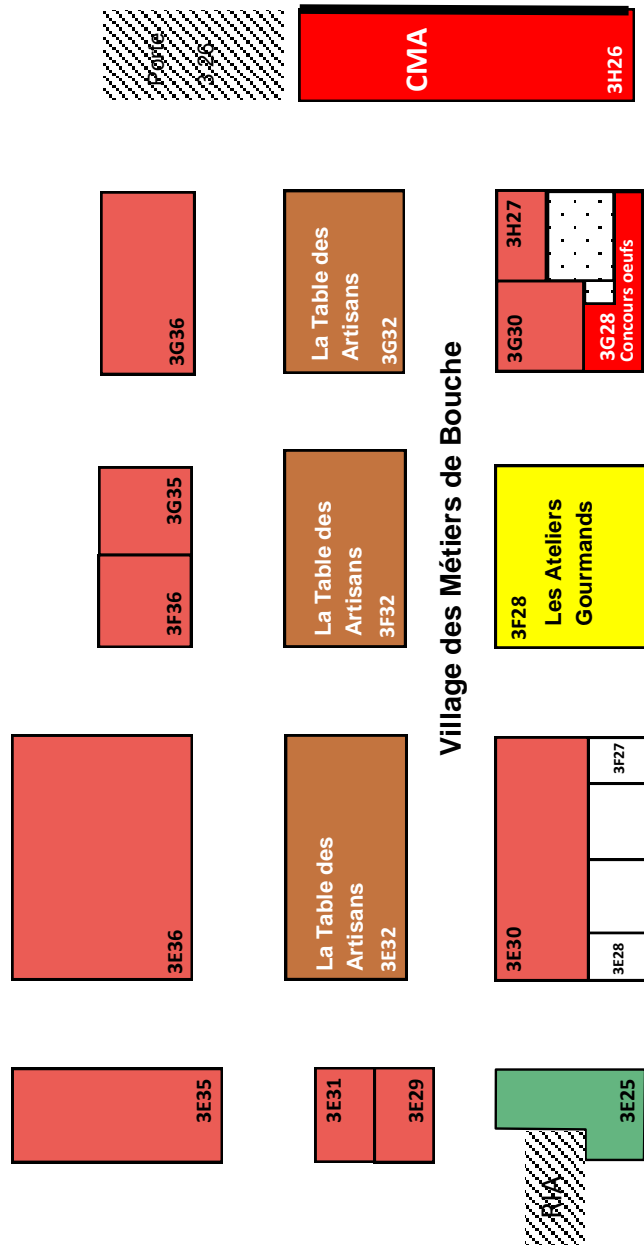 3E35
3E36
3F36
3G35
3G36
Porte
3.26
3E31
3E29
La Table des
Artisans
3E32
La Table des
Artisans
3F32
La Table des
Artisans
3G32
CMA
3H26
Village des Métiers de Bouche
RIA
3E25
3E30
3E28
3F27
3F28
Les Ateliers
Gourmands
3G30
3H27
3G28
Concours oeufs